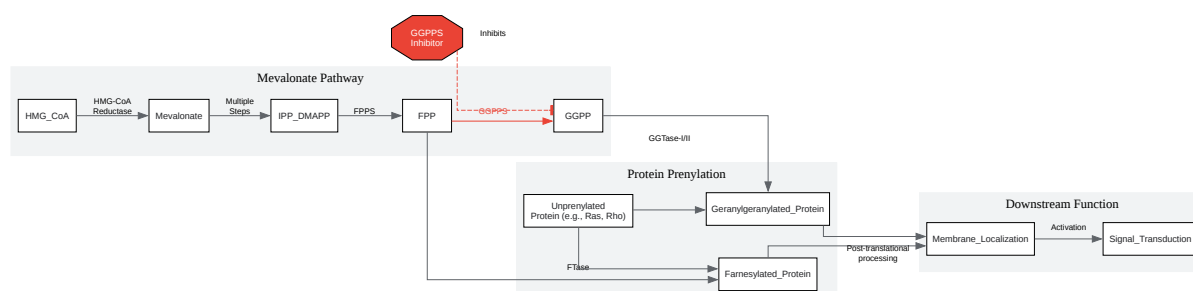 GGPPS
Inhibitor
Inhibits
Mevalonate Pathway
HMG_CoA
HMG-CoA
Reductase
Mevalonate
Multiple
Steps
IPP_DMAPP
FPPS
FPP
GGPPS
GGPP
GGTase-I/II
Protein Prenylation
Unprenylated
Protein (e.g., Ras, Rho)
Geranylgeranylated_Protein
FTase
Farnesylated_Protein
Post-translational
processing
Downstream Function
Membrane_Localization
Activation
Signal_Transduction